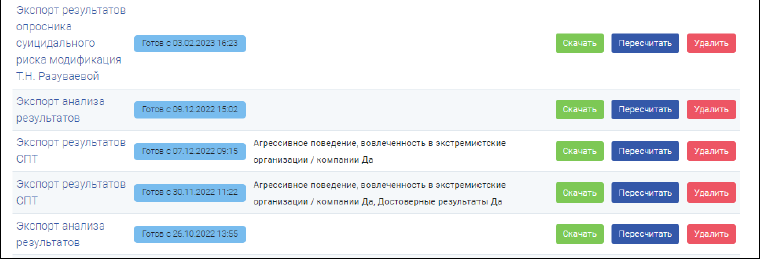 Экспорт результатов
опросника
суицидального
риска модификация
Т.Н. Разуваевой
Готов с 03.02.2023 16:23
Скачать Пересчитать Удалить
Экспорт анализа
результатов
Готов с 09.12.2022 15:02
Скачать Пересчитать Удалить
Экспорт результатов
СПТ
Готов с 07.12.2022 09:15
Агрессивное поведение, вовлеченность в экстремистские
организации / компании Да
Скачать Пересчитать Удалить
Экспорт результатов
СПТ
Готов с 30.11.2022 11:22
Агрессивное поведение, вовлеченность в экстремистские
организации / компании Да, Достоверные результаты Да
Скачать Пересчитать Удалить
Экспорт анализа
результатов
Готов с 26.10.2022 13:55
Скачать Пересчитать Удалить